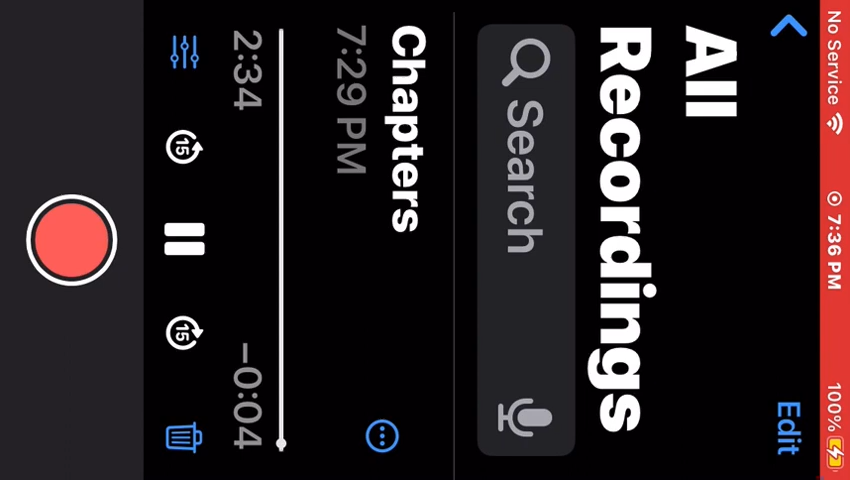 No Service 7:36 PM 100%
Edit
All
Recordings
Search
Chapters
7:29 PM
2:34 −0:04
15 15